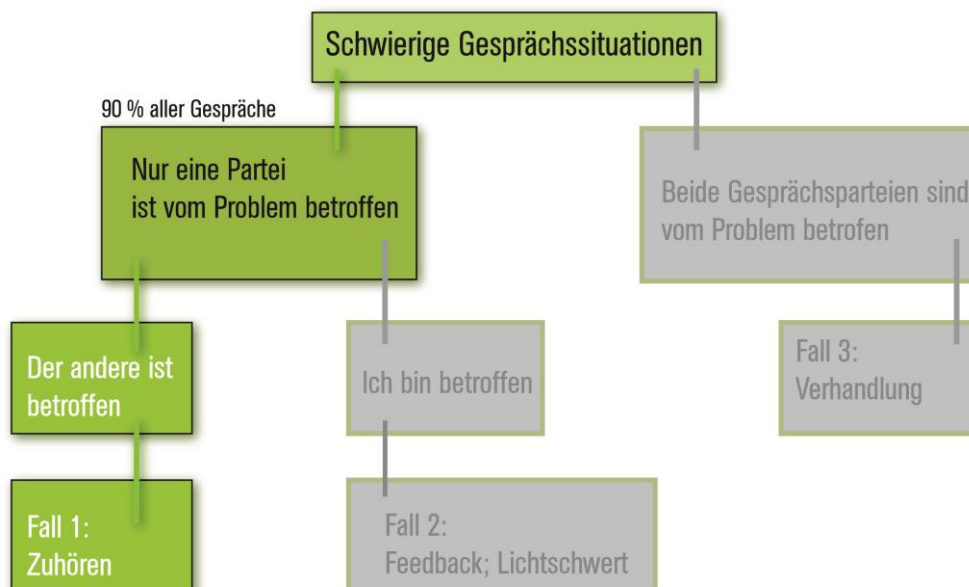 Schwierige Gesprächssituationen
90 % aller Gespräche
Nur eine Partei
ist vom Problem betroffen
Beide Gesprächsparteien sind
vom Problem betrofen
Der andere ist
betroffen
Ich bin betroffen
Fall 3:
Verhandlung
Fall 1:
Zuhören
Fall 2:
Feedback; Lichtschwert